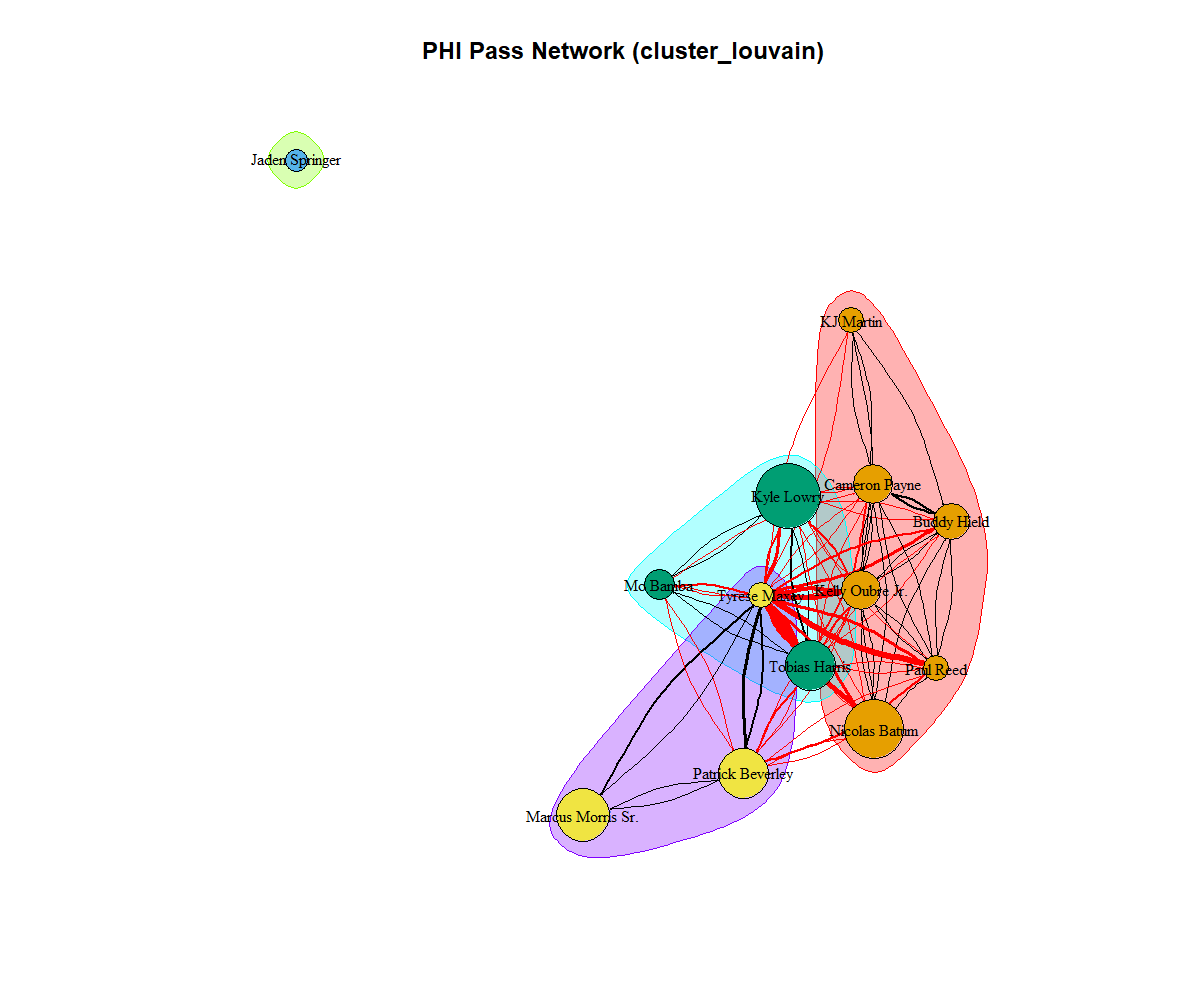 PHI Pass Network (cluster_louvain)
Jaden Springer
KJ Martin
Cameron Payne
Kyle Lowry
Buddy Hield
Mo Bamba
Tyrese Maxey
Kelly Oubre Jr.
Tobias Harris
Paul Reed
Nicolas Batum
Patrick Beverley
Marcus Morris Sr.